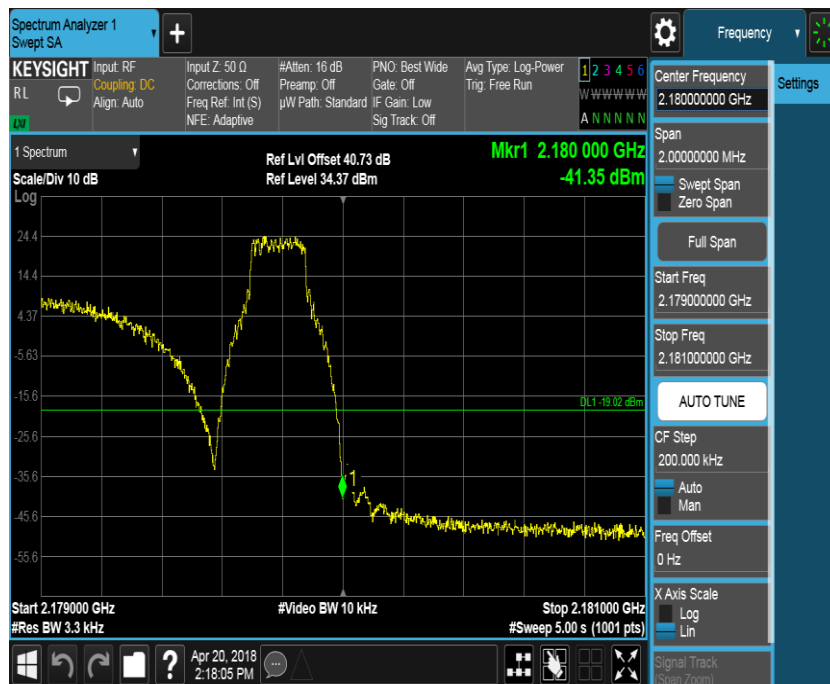 Spectrum Analyzer 1
Swept SA
+
Frequency
KEYSIGHT
RL
LXI
Input: RF
Coupling: DC
Align: Auto
Input Z: 50 Ω
Corrections: Off
Freq Ref: Int (S)
NFE: Adaptive
#Atten: 16 dB
Preamp: Off
µW Path: Standard
PNO: Best Wide
Gate: Off
IF Gain: Low
Sig Track: Off
Avg Type: Log-Power
Trig: Free Run
1 2 3 4 5 6
W W W W W W
A N N N N N
1 Spectrum
Scale/Div 10 dB
Ref Lvl Offset 40.73 dB
Ref Level 34.37 dBm
Mkr1 2.180 000 GHz
-41.35 dBm
Log
24.4
14.4
4.37
-5.63
-15.6
-25.6
-35.6
-45.6
-55.6
DL1 -19.02 dBm
1
Start 2.179000 GHz
#Res BW 3.3 kHz
#Video BW 10 kHz
Stop 2.181000 GHz
#Sweep 5.00 s (1001 pts)
Center Frequency
2.18000000 GHz
Settings
Span
2.00000000 MHz
Swept Span
Zero Span
Full Span
Start Freq
2.179000000 GHz
Stop Freq
2.181000000 GHz
AUTO TUNE
CF Step
200.000 kHz
Auto
Man
Freq Offset
0 Hz
X Axis Scale
Log
Lin
Signal Track
(Span Zoom)
?
Apr 20, 2018
2:18:05 PM